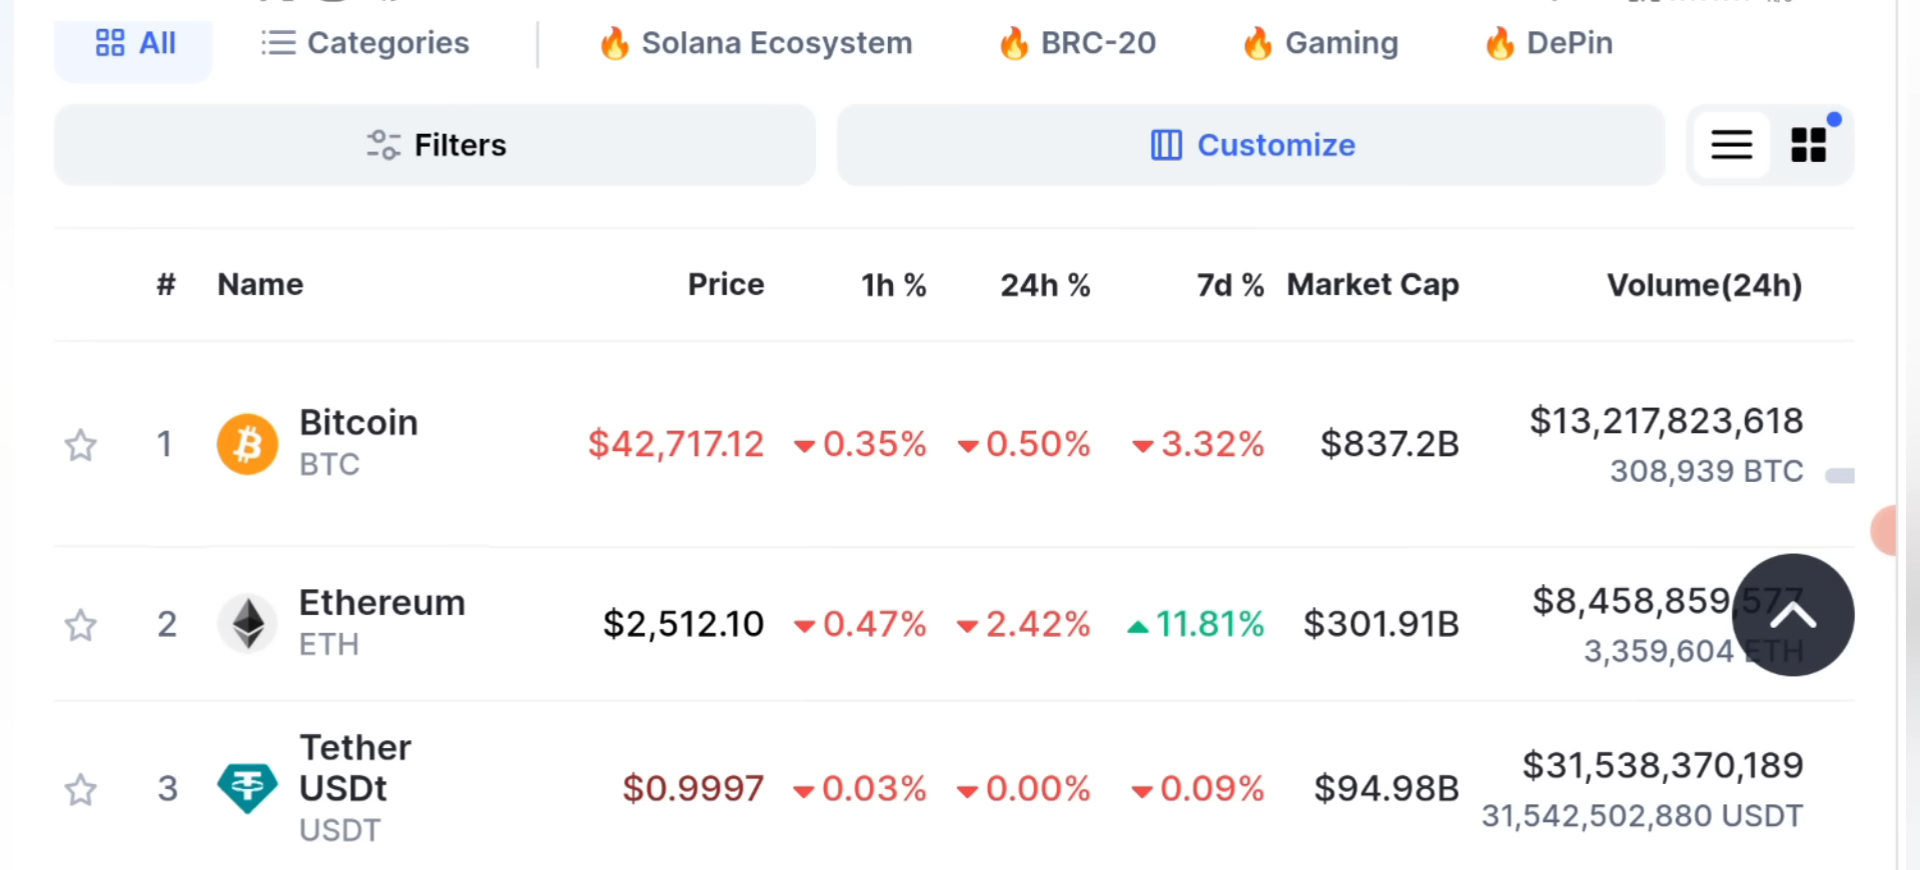 All Categories Solana Ecosystem BRC-20 Gaming DePin
Filters Customize
# Name Price 1h % 24h % 7d % Market Cap Volume(24h)
1 Bitcoin BTC $42,717.12 0.35% 0.50% 3.32% $837.2B $13,217,823,618
308,939 BTC
2 Ethereum ETH $2,512.10 0.47% 2.42% 11.81% $301.91B $8,458,859,577
3,359,604 ETH
3 Tether USDt USDT $0.9997 0.03% 0.00% 0.09% $94.98B $31,538,370,189
31,542,502,880 USDT